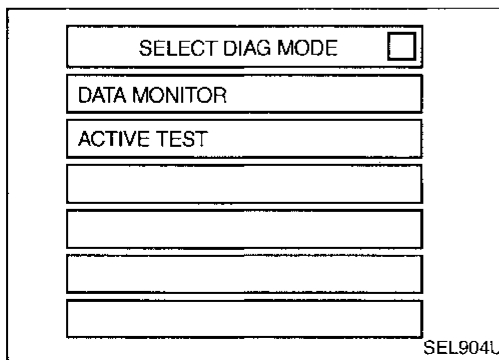 SELECT DIAG MODE
DATA MONITOR
ACTIVE TEST
SEL904U